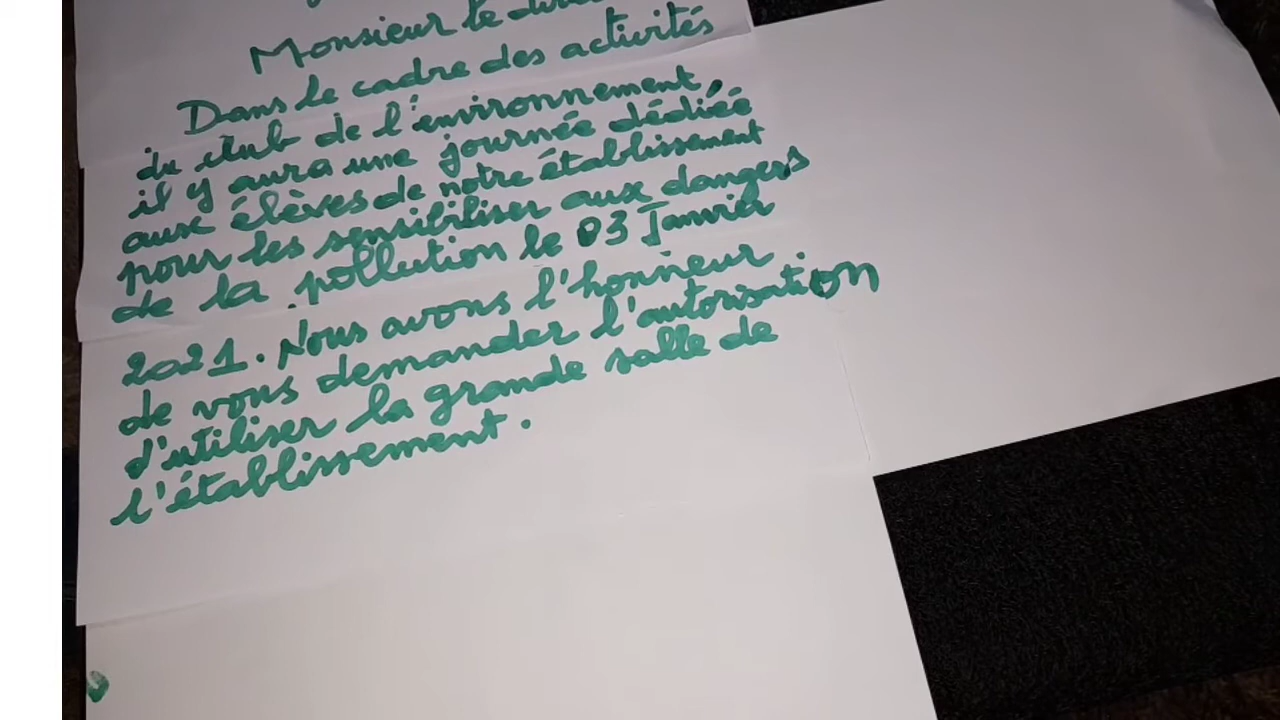 Monsieur le
Dans le cadre des activités
du club de l'environnement,
il y aura une journée dédiée
aux élèves de notre établissement
pour les sensibiliser aux dangers
de la pollution le 03 Janvier
2021. Nous avons l'honneur
de vous demander l'autorisation
d'utiliser la grande salle de
l'établissement.